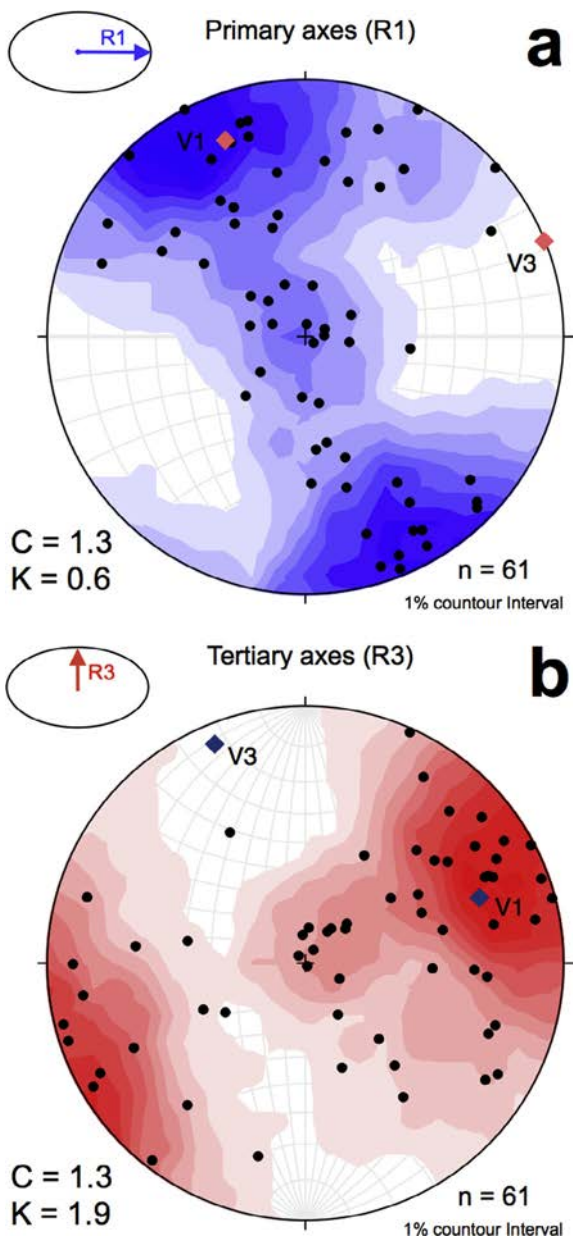 R1
Primary axes (R1)
a
V1
V3
C = 1.3
K = 0.6
n = 61
1% countour Interval
R3
Tertiary axes (R3)
b
V3
V1
C = 1.3
K = 1.9
n = 61
1% countour Interval